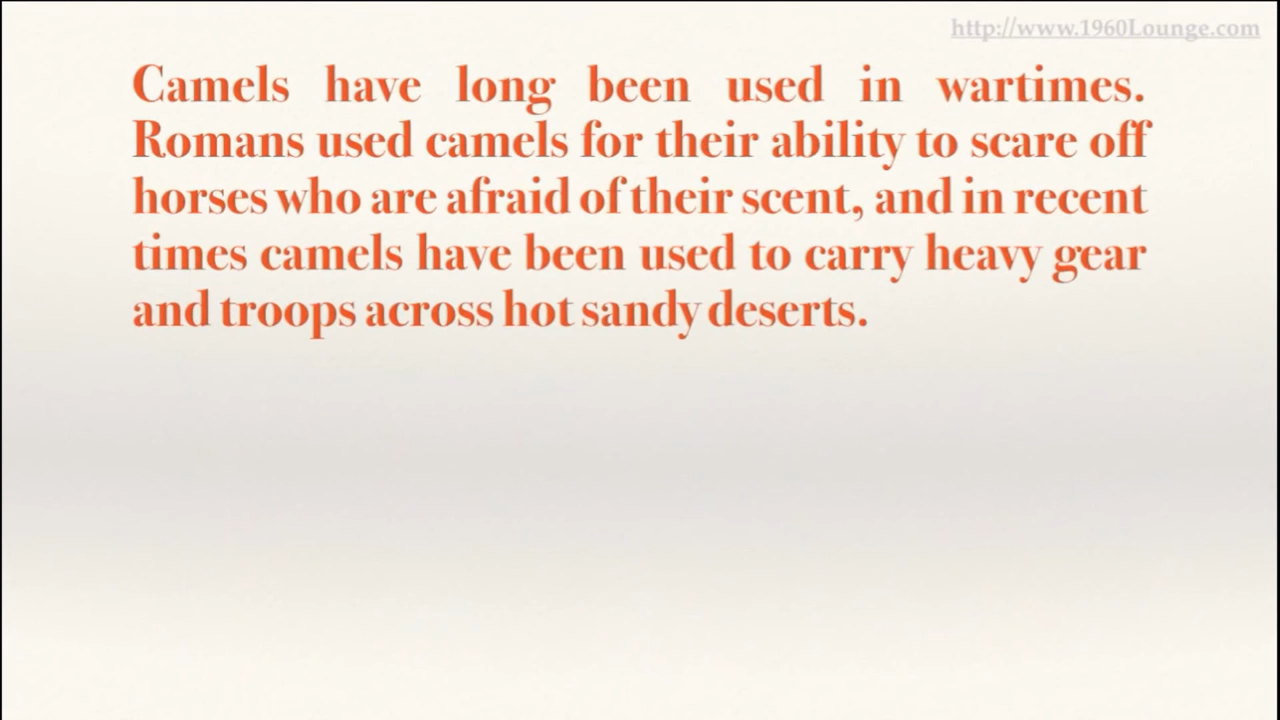 http://www.1960Lounge.com
Camels have long been used in wartimes.
Romans used camels for their ability to scare off
horses who are afraid of their scent, and in recent
times camels have been used to carry heavy gear
and troops across hot sandy deserts.